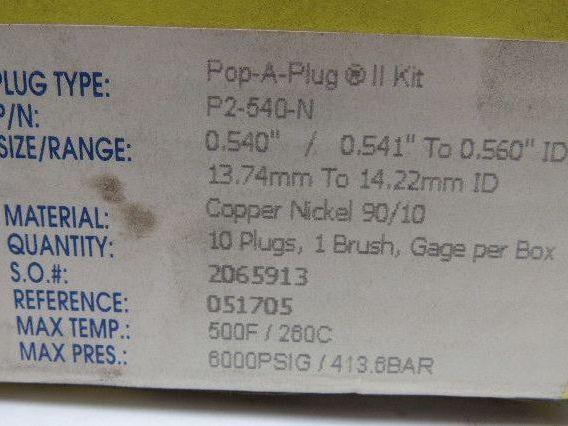 PLUG TYPE: Pop-A-Plug ® II Kit
P/N: P2-540-N
SIZE/RANGE: 0.540" / 0.541" To 0.560" ID
13.74mm To 14.22mm ID
MATERIAL: Copper Nickel 90/10
QUANTITY: 10 Plugs, 1 Brush, Gage per Box
S.O.#: 2065913
REFERENCE: 051705
MAX TEMP.: 500F / 260C
MAX PRES.: 6000PSIG / 413.6BAR